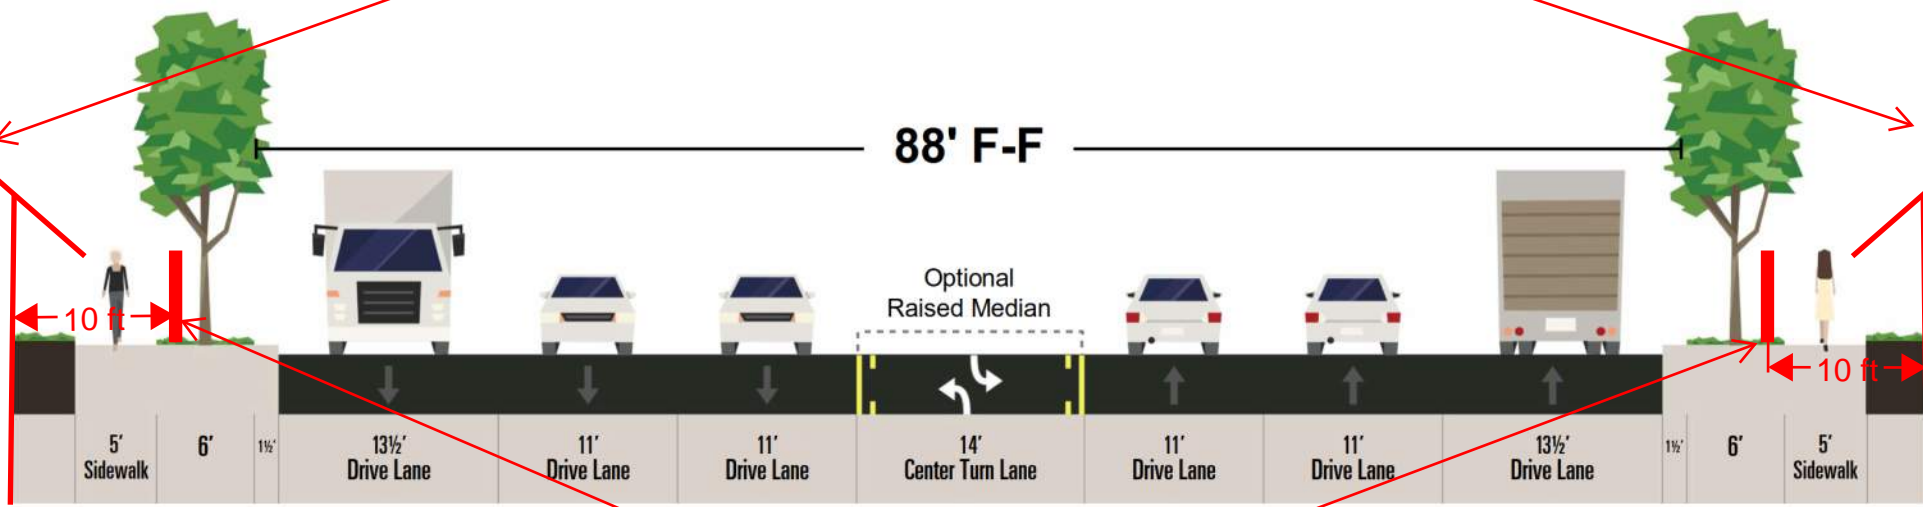 88' F-F
Optional
Raised Median
10 ft
10 ft
5'
Sidewalk
6'
1½'
13½'
Drive Lane
11'
Drive Lane
11'
Drive Lane
14'
Center Turn Lane
11'
Drive Lane
11'
Drive Lane
13½'
Drive Lane
1½'
6'
5'
Sidewalk